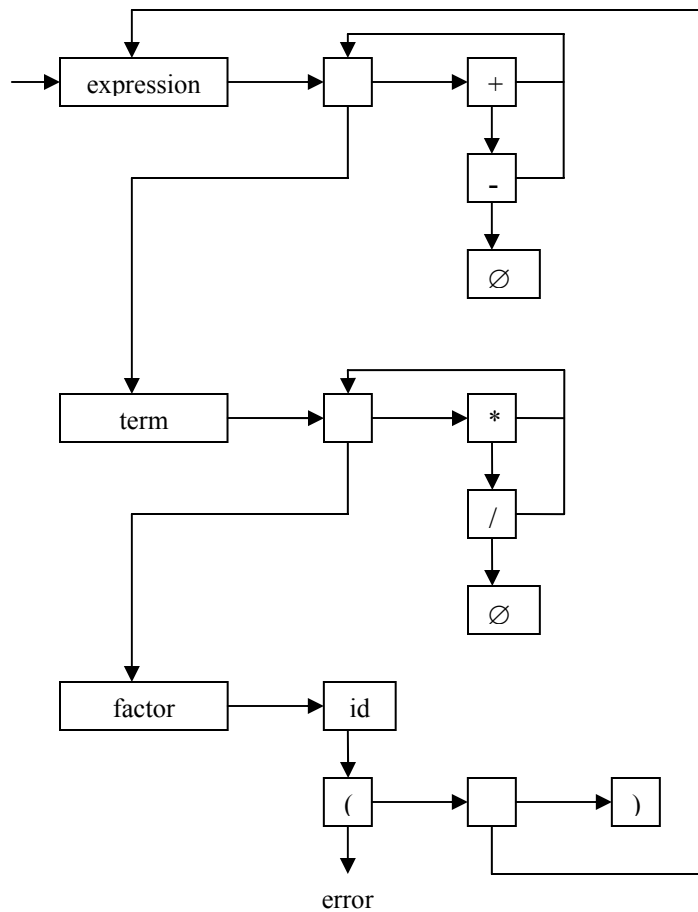 expression +
-
∅
term *
/
∅
factor id
( )
error